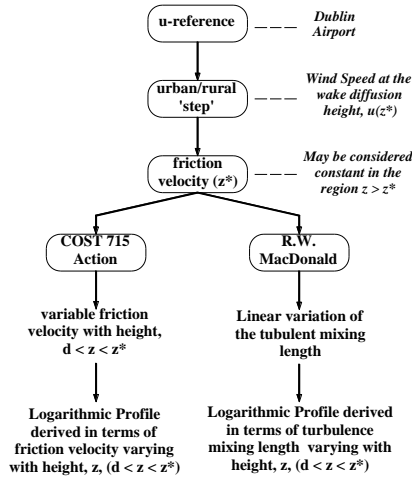 u-reference
Dublin
Airport
urban/rural
'step'
Wind Speed at the
wake diffusion
height, u(z*)
friction
velocity (z*)
May be considered
constant in the
region z > z*
COST 715
Action
R.W.
MacDonald
variable friction
velocity with height,
d < z < z*
Linear variation of
the tubulent mixing
length
Logarithmic Profile
derived in terms of
friction velocity varying
with height, z, (d < z < z*)
Logarithmic Profile derived
in terms of turbulence
mixing length varying with
height, z, (d < z < z*)